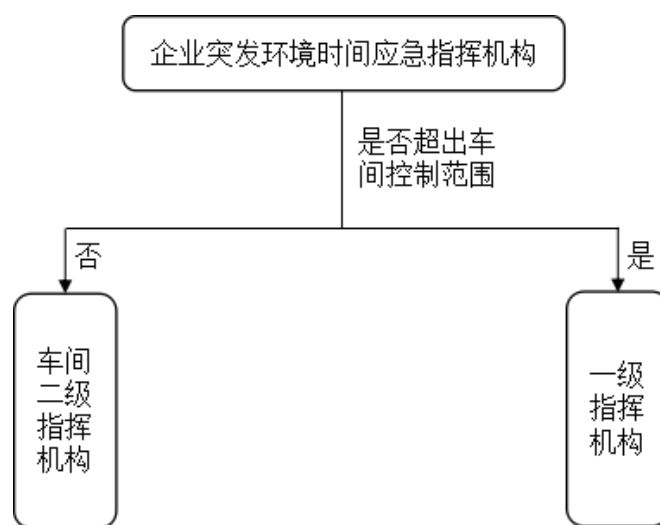 企业突发环境时间应急指挥机构
是否超出车
间控制范围
否
是
车间
二级
指挥
机构
一级
指挥
机构